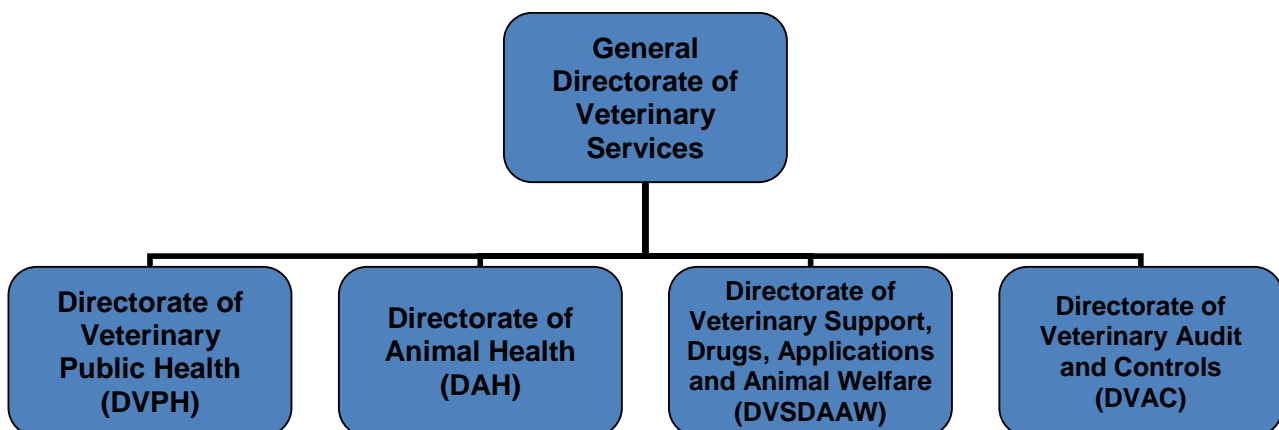 General
Directorate of
Veterinary
Services
Directorate of
Veterinary
Public Health
(DVPH)
Directorate of
Animal Health
(DAH)
Directorate of
Veterinary Support,
Drugs, Applications
and Animal Welfare
(DVSDAAW)
Directorate of
Veterinary Audit
and Controls
(DVAC)